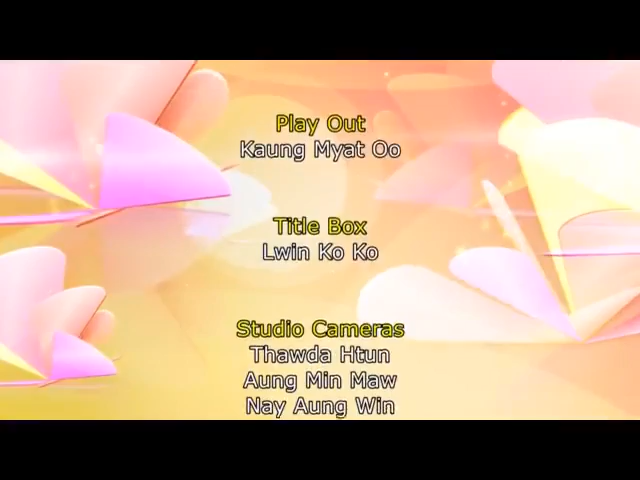 Play Out
Kaung Myat Oo
Title Box
Lwin Ko Ko
Studio Cameras
Thawda Htun
Aung Min Maw
Nay Aung Win